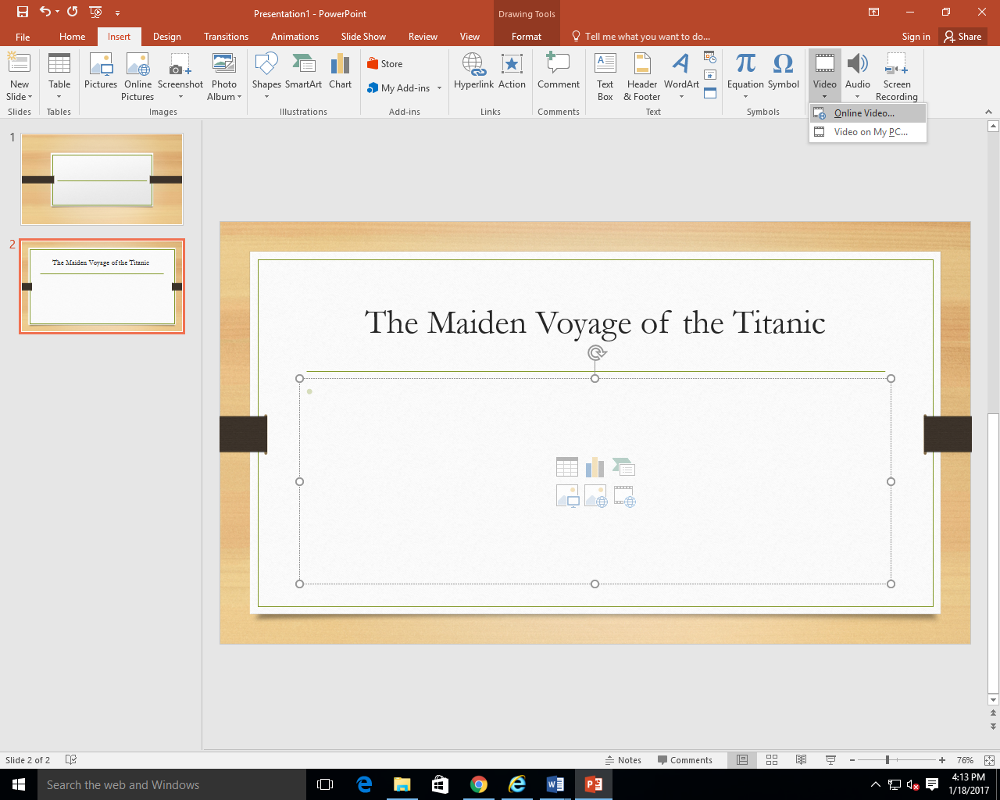 Presentation1 - PowerPoint
Drawing Tools
File Home Insert Design Transitions Animations Slide Show Review View Format Tell me what you want to do... Sign in Share
New Slide
Table
Pictures
Online Pictures
Screenshot
Photo Album
Shapes
SmartArt
Chart
Store
My Add-ins
Hyperlink
Action
Comment
Text Box
Header & Footer
WordArt
Equation
Symbol
Video
Audio
Screen Recording
Slides Tables Images Illustrations Add-ins Links Comments Text Symbols
Online Video...
Video on My PC...
1
2
The Maiden Voyage of the Titanic
The Maiden Voyage of the Titanic
Slide 2 of 2 Notes Comments 76%
Search the web and Windows
4:13 PM
1/18/2017